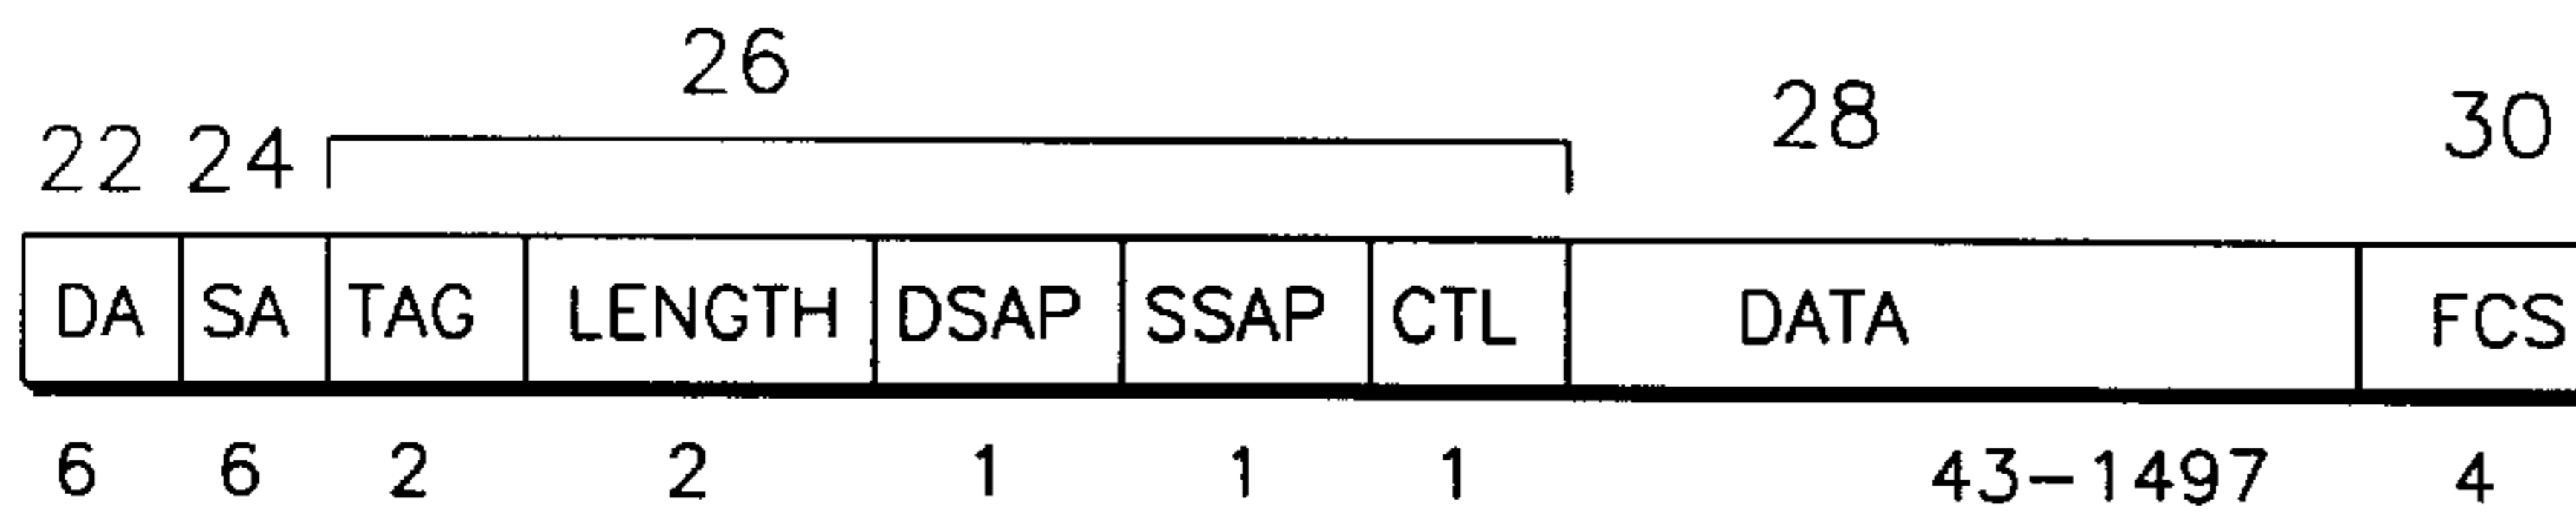 26
22 24 28 30
DA SA TAG LENGTH DSAP SSAP CTL DATA FCS
6 6 2 2 1 1 1 43-1497 4